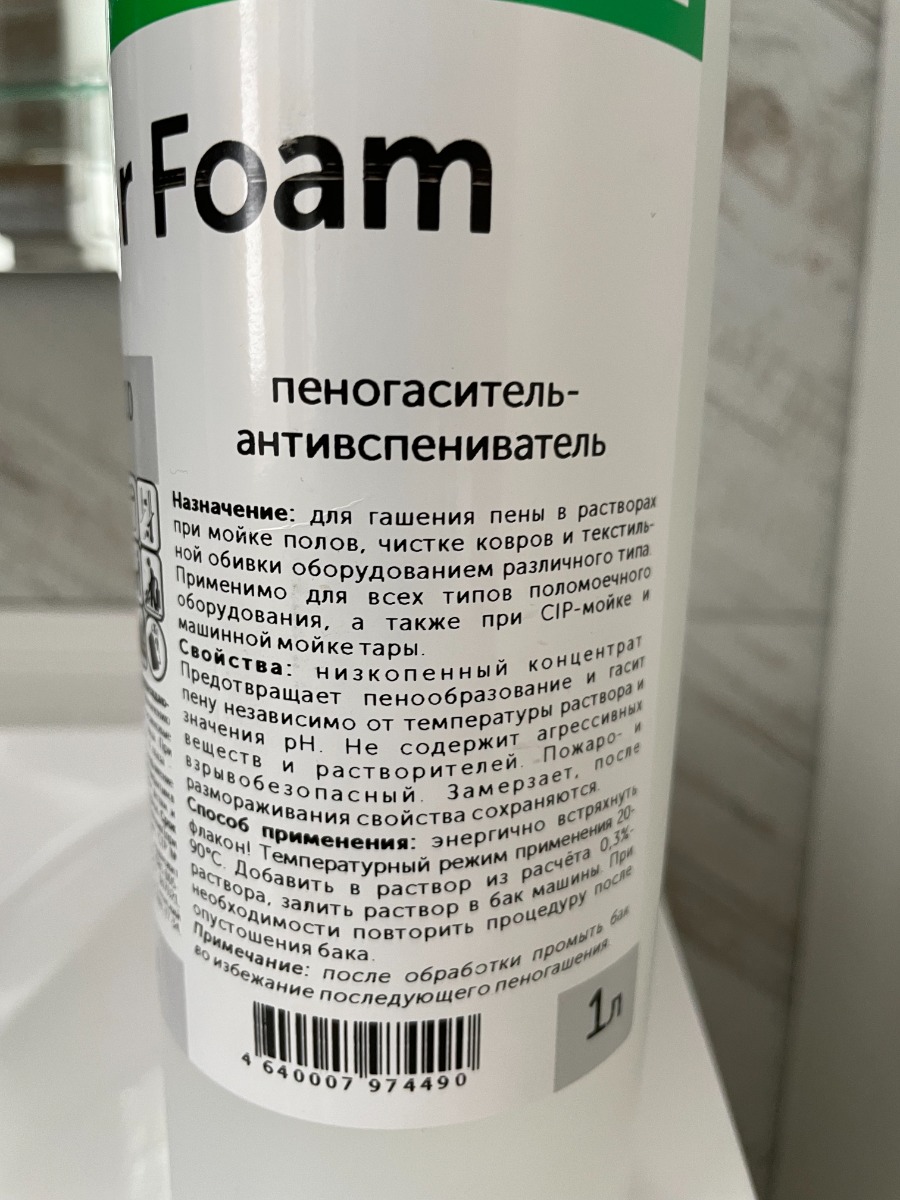 r Foam
пеногаситель-
антивспениватель
Назначение: для гашения пены в растворах
при мойке полов, чистке ковров и текстиль-
ной обивки оборудованием различного типа.
Применимо для всех типов поломоечного
оборудования, а также при CIP-мойке и
машинной мойке тары.
Свойства: низкопенный концентрат
Предотвращает пенообразование и гасит
пену независимо от температуры раствора и
значения pH. Не содержит агрессивных
веществ и растворителей. Пожаро- и
взрывобезопасный. Замерзает, после
размораживания свойства сохраняются.
Способ применения: энергично встряхнуть
флакон! Температурный режим применения 20-
90°С. Добавить в раствор из расчёта 0,3%-
раствора, залить раствор в бак машины. При
необходимости повторить процедуру после
опустошения бака.
Примечание: после обработки промыть бак
во избежание последующего пеногашения.
1л
4 640007 974490